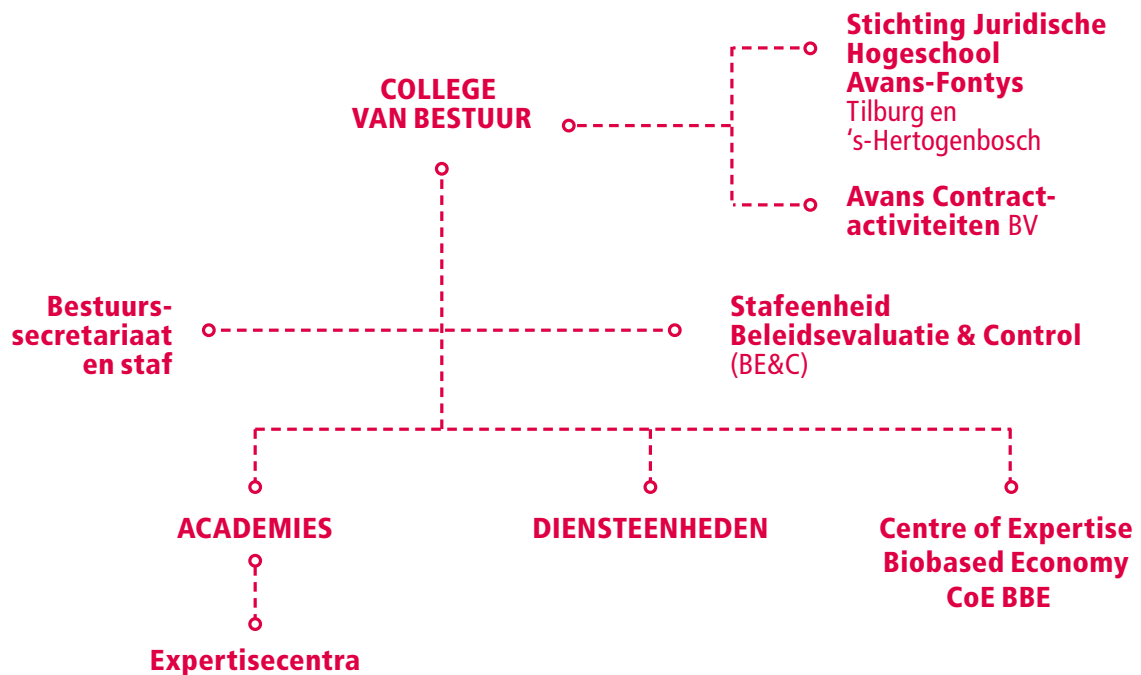 COLLEGE
VAN BESTUUR
Stichting Juridische
Hogeschool
Avans-Fontys
Tilburg en
‘s-Hertogenbosch
Avans Contract-
activiteiten BV
Bestuurs-
secretariaat
en staf
Stafeenheid
Beleidsevaluatie & Control
(BE&C)
ACADEMIES
DIENSTEENHEDEN
Centre of Expertise
Biobased Economy
CoE BBE
Expertisecentra